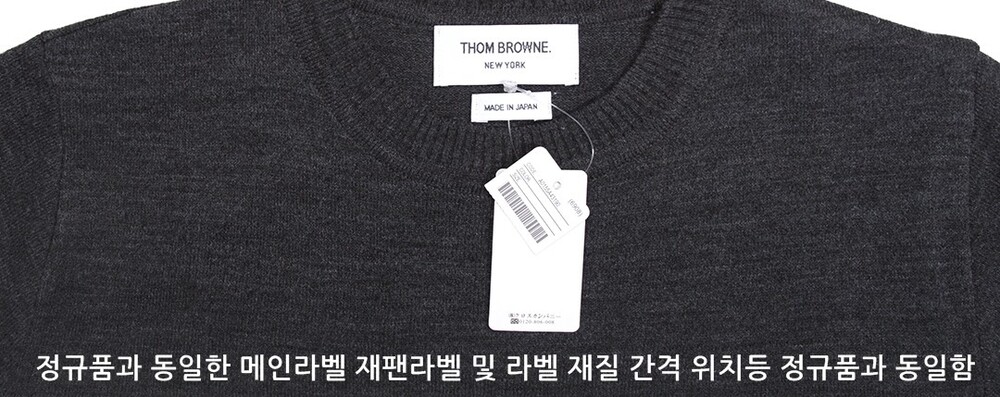 THOM BROWNE.
NEW YORK
MADE IN JAPAN
정규품과 동일한 메인라벨 재팬라벨 및 라벨 재질 간격 위치등 정규품과 동일함